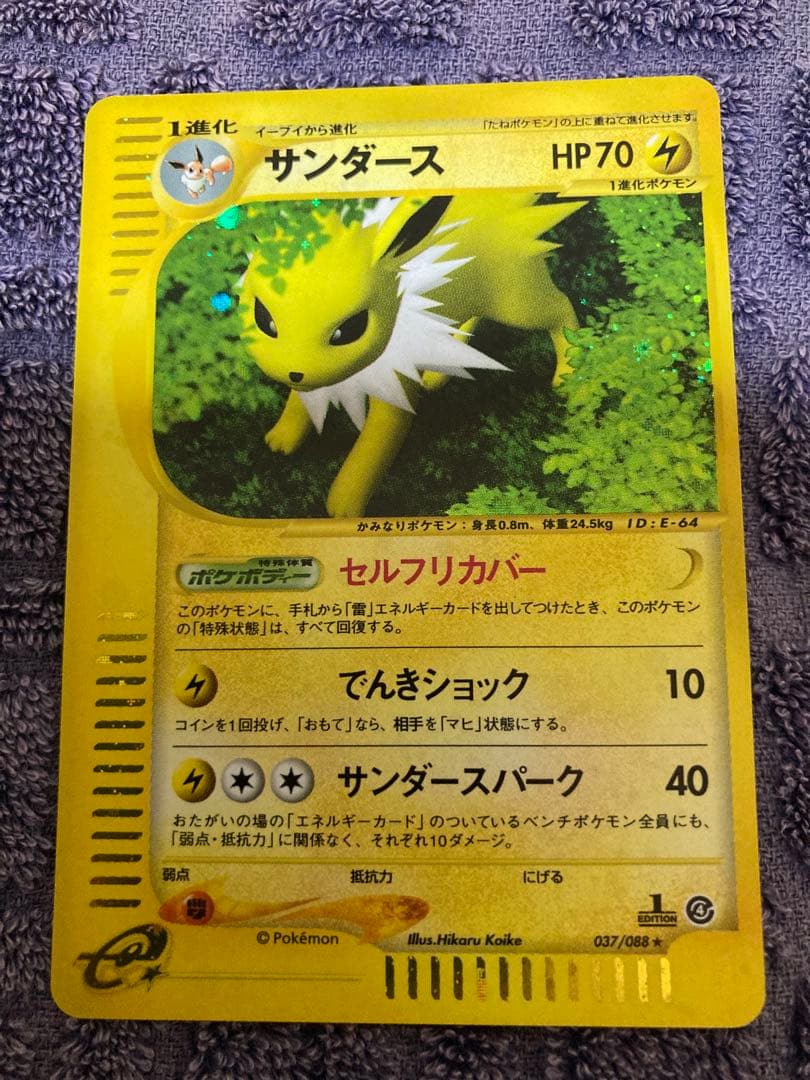 1進化
イーブイから進化
「たねポケモン」の上に重ねて進化させます。
サンダース
HP70
1進化ポケモン
かみなりポケモン：身長0.8m、体重24.5kg ID:E-64
特殊体質
ポケボディー
セルフリカバー
このポケモンに、手札から「雷」エネルギーカードを出してつけたとき、このポケモン
の「特殊状態」は、すべて回復する。
でんきショック 10
コインを1回投げ、「おもて」なら、相手を「マヒ」状態にする。
サンダースパーク 40
おたがいの場の「エネルギーカード」のついているベンチポケモン全員にも、
「弱点・抵抗力」に関係なく、それぞれ10ダメージ。
弱点 抵抗力 にげる
1
EDITION
4
e
©Pokémon Illus.Hikaru Koike 037/088★